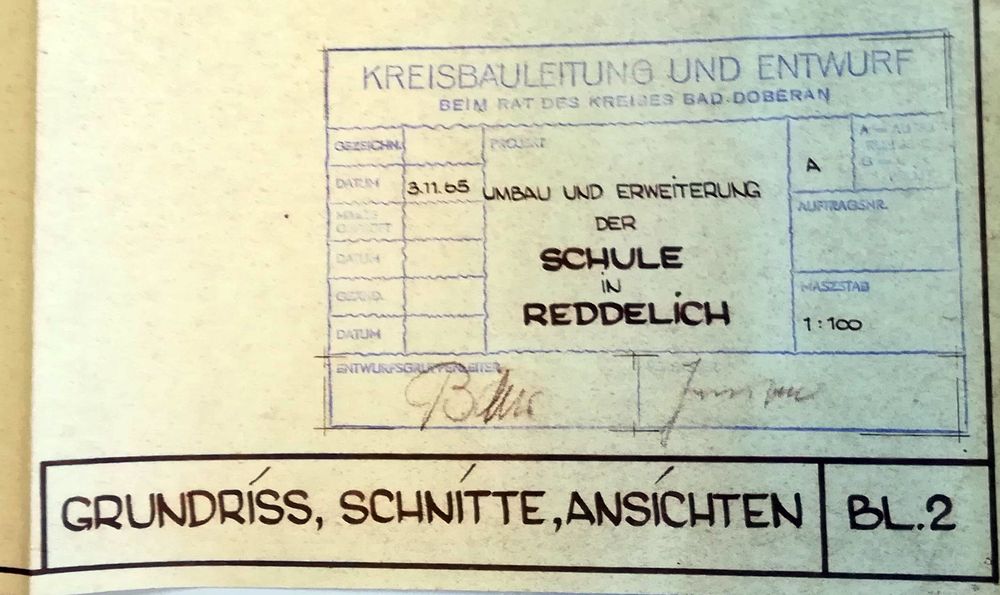 KREISBAULEITUNG UND ENTWURF
BEIM RAT DES KREISES BAD-DOBERAN
GEZEICHN.
PROJEKT
A
DATUM 3.11.65
UMBAU UND ERWEITERUNG
DER
SCHULE
IN
REDDELICH
AUFTRAGSNR.
DATUM
MASZSTAB
1:100
DATUM
ENTWURFSGRUPPENLEITER
GRUNDRISS, SCHNITTE, ANSICHTEN
BL.2